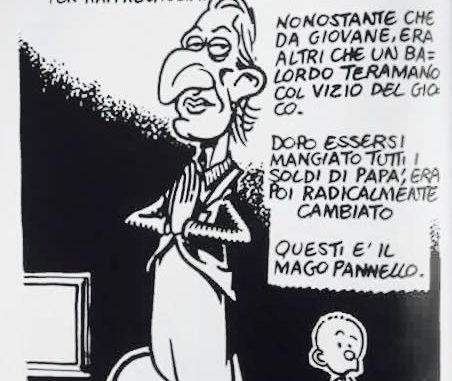 NONOSTANTE CHE
DA GIOVANE, ERA
ALTRI CHE UN BA=
LORDO TERAMANO
COL VIZIO DEL GIO=
CO.
DOPO ESSERSI
MANGIATO TUTTI I
SOLDI DI PAPA', ERA
POI RADICALMENTE
CAMBIATO
QUESTI E' IL
MAGO PANNELLO.